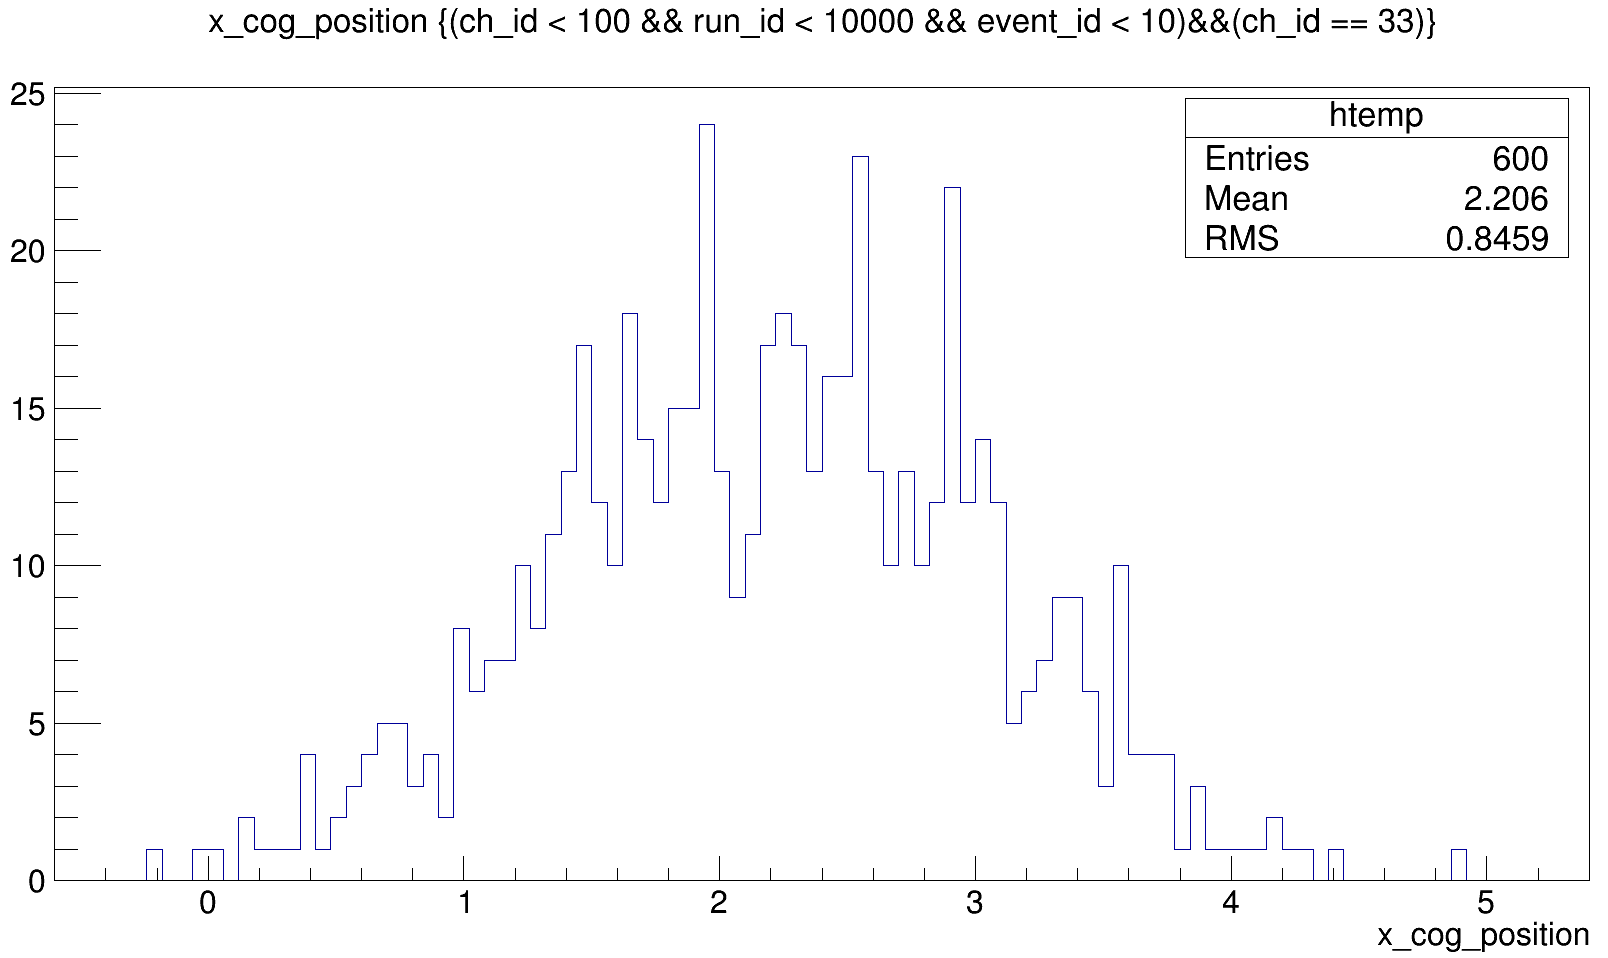 x_cog_position {(ch_id < 100 && run_id < 10000 && event_id < 10)&&(ch_id == 33)}
htemp
Entries 600
Mean 2.206
RMS 0.8459
25
20
15
10
5
0
0 1 2 3 4 5
x_cog_position